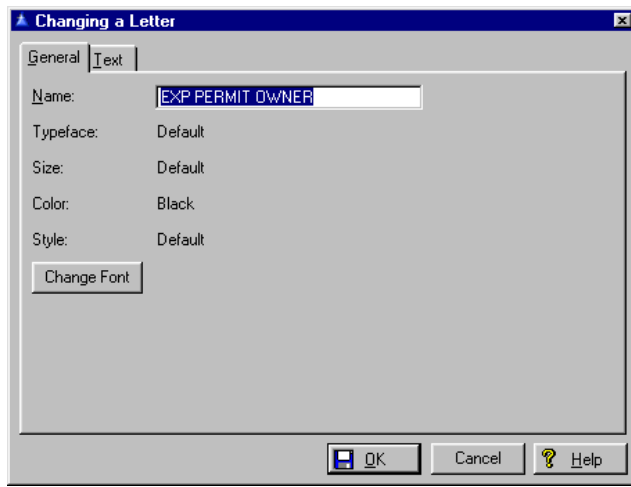 Changing a Letter
General Text
Name: EXP PERMIT OWNER
Typeface: Default
Size: Default
Color: Black
Style: Default
Change Font
OK Cancel Help